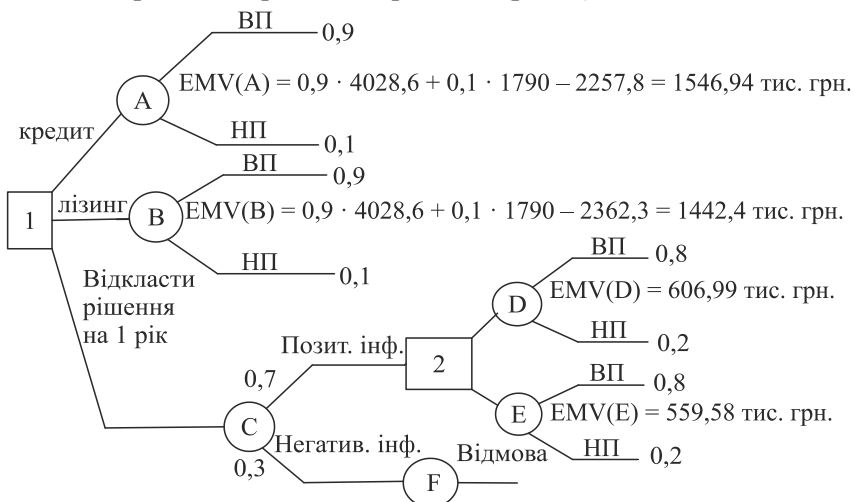 ВП
0,9
EMV(A) = 0,9 · 4028,6 + 0,1 · 1790 – 2257,8 = 1546,94 тис. грн.
A
кредит
НП
0,1
ВП
0,9
1
лізинг
B
EMV(B) = 0,9 · 4028,6 + 0,1 · 1790 – 2362,3 = 1442,4 тис. грн.
НП
0,1
Відкласти
рішення
на 1 рік
ВП
0,8
D
EMV(D) = 606,99 тис. грн.
НП
0,2
Позит. інф.
2
0,7
ВП
0,8
E
EMV(E) = 559,58 тис. грн.
НП
0,2
C
Негатив. інф.
0,3
F
Відмова